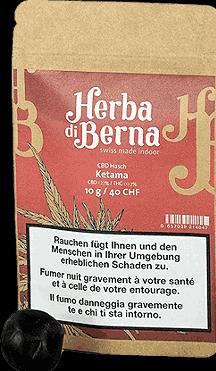 Herba
di Berna
swiss made indoor
CBD Hasch
Ketama
10 g / 40 CHF
Rauchen fügt Ihnen und den
Menschen in Ihrer Umgebung
erheblichen Schaden zu.
Fumer nuit gravement à votre santé
et à celle de votre entourage.
Il fumo danneggia gravemente
te e chi ti sta intorno.